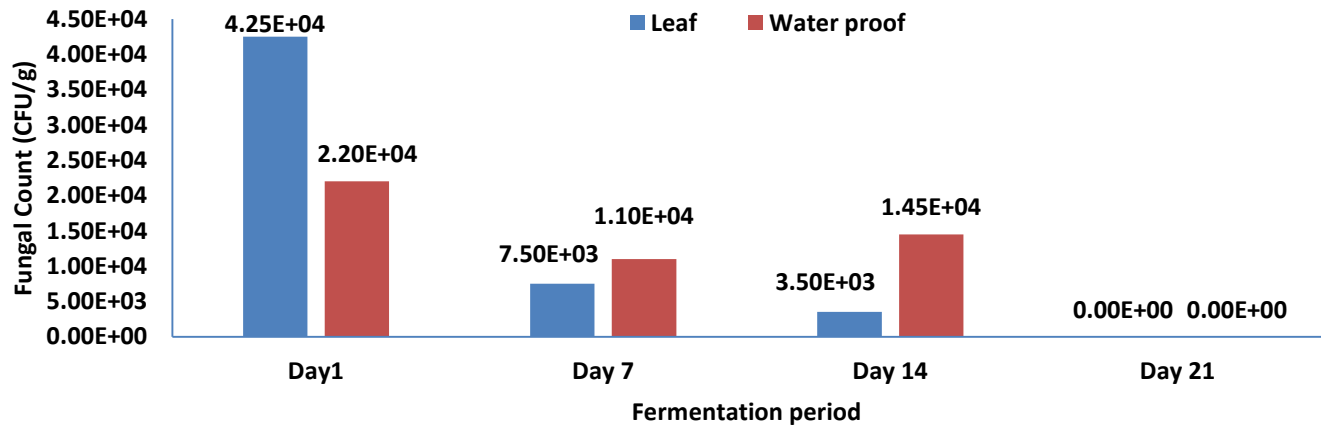 Leaf
Water proof
Fungal Count (CFU/g)
4.50E+04
4.00E+04
3.50E+04
3.00E+04
2.50E+04
2.00E+04
1.50E+04
1.00E+04
5.00E+03
0.00E+00
4.25E+04
2.20E+04
7.50E+03
1.10E+04
3.50E+03
1.45E+04
0.00E+00
0.00E+00
Day1
Day 7
Day 14
Day 21
Fermentation period